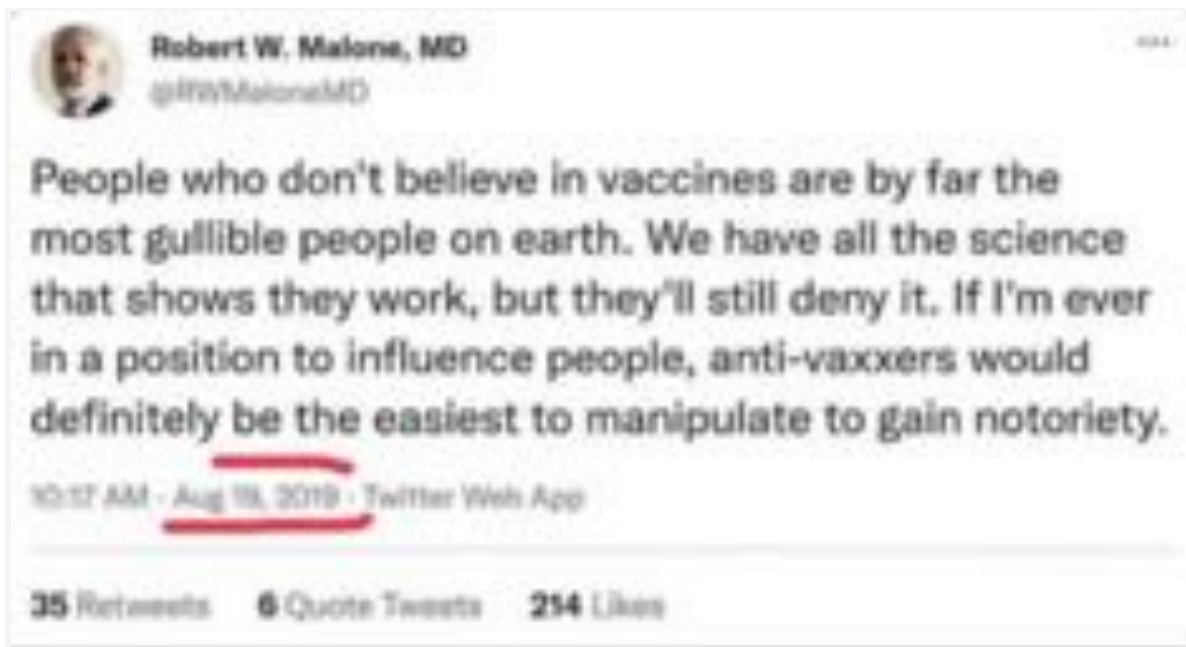 Robert W. Malone, MD
@RWMaloneMD
People who don't believe in vaccines are by far the
most gullible people on earth. We have all the science
that shows they work, but they'll still deny it. If I'm ever
in a position to influence people, anti-vaxxers would
definitely be the easiest to manipulate to gain notoriety.
10:17 AM · Aug 19, 2019 · Twitter Web App
35 Retweets 6 Quote Tweets 214 Likes